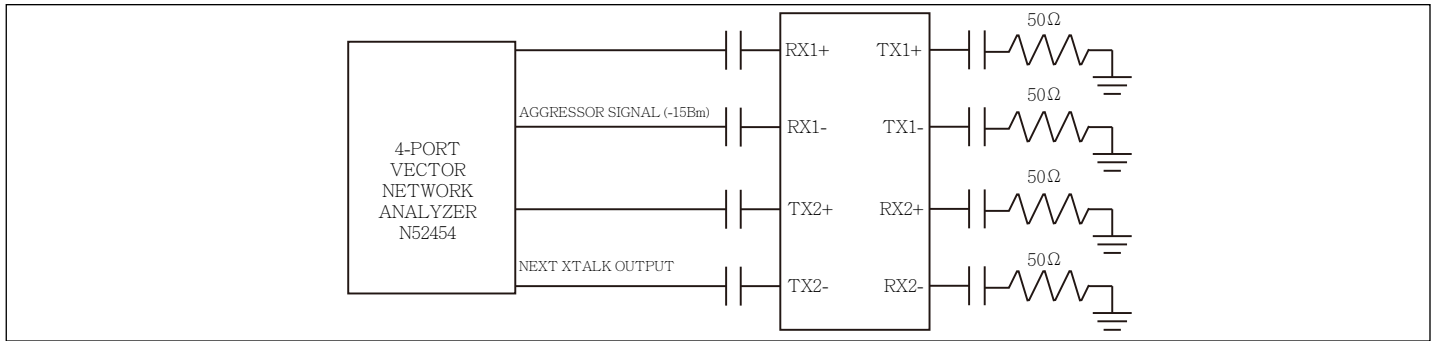 50Ω
RX1+ TX1+
50Ω
AGGRESSOR SIGNAL (-15Bm)
RX1- TX1-
4-PORT
VECTOR
NETWORK
ANALYZER
N52454
50Ω
TX2+ RX2+
50Ω
NEXT XTALK OUTPUT
TX2- RX2-